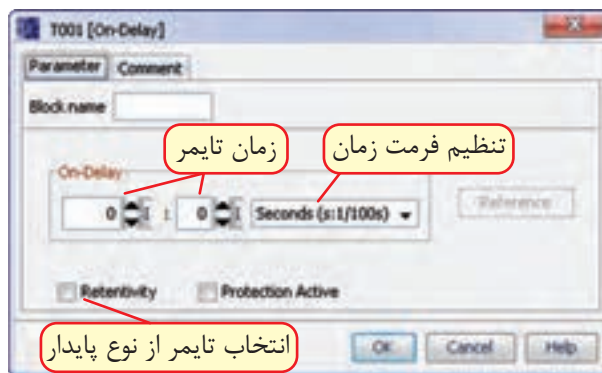 T001 [On-Delay]
Parameter Comment
Block name
زمان تایمر
تنظیم فرمت زمان
On-Delay
0 : 0 Seconds (s:1/100s)
Reference
Retentivity Protection Active
انتخاب تایمر از نوع پایدار
OK Cancel Help